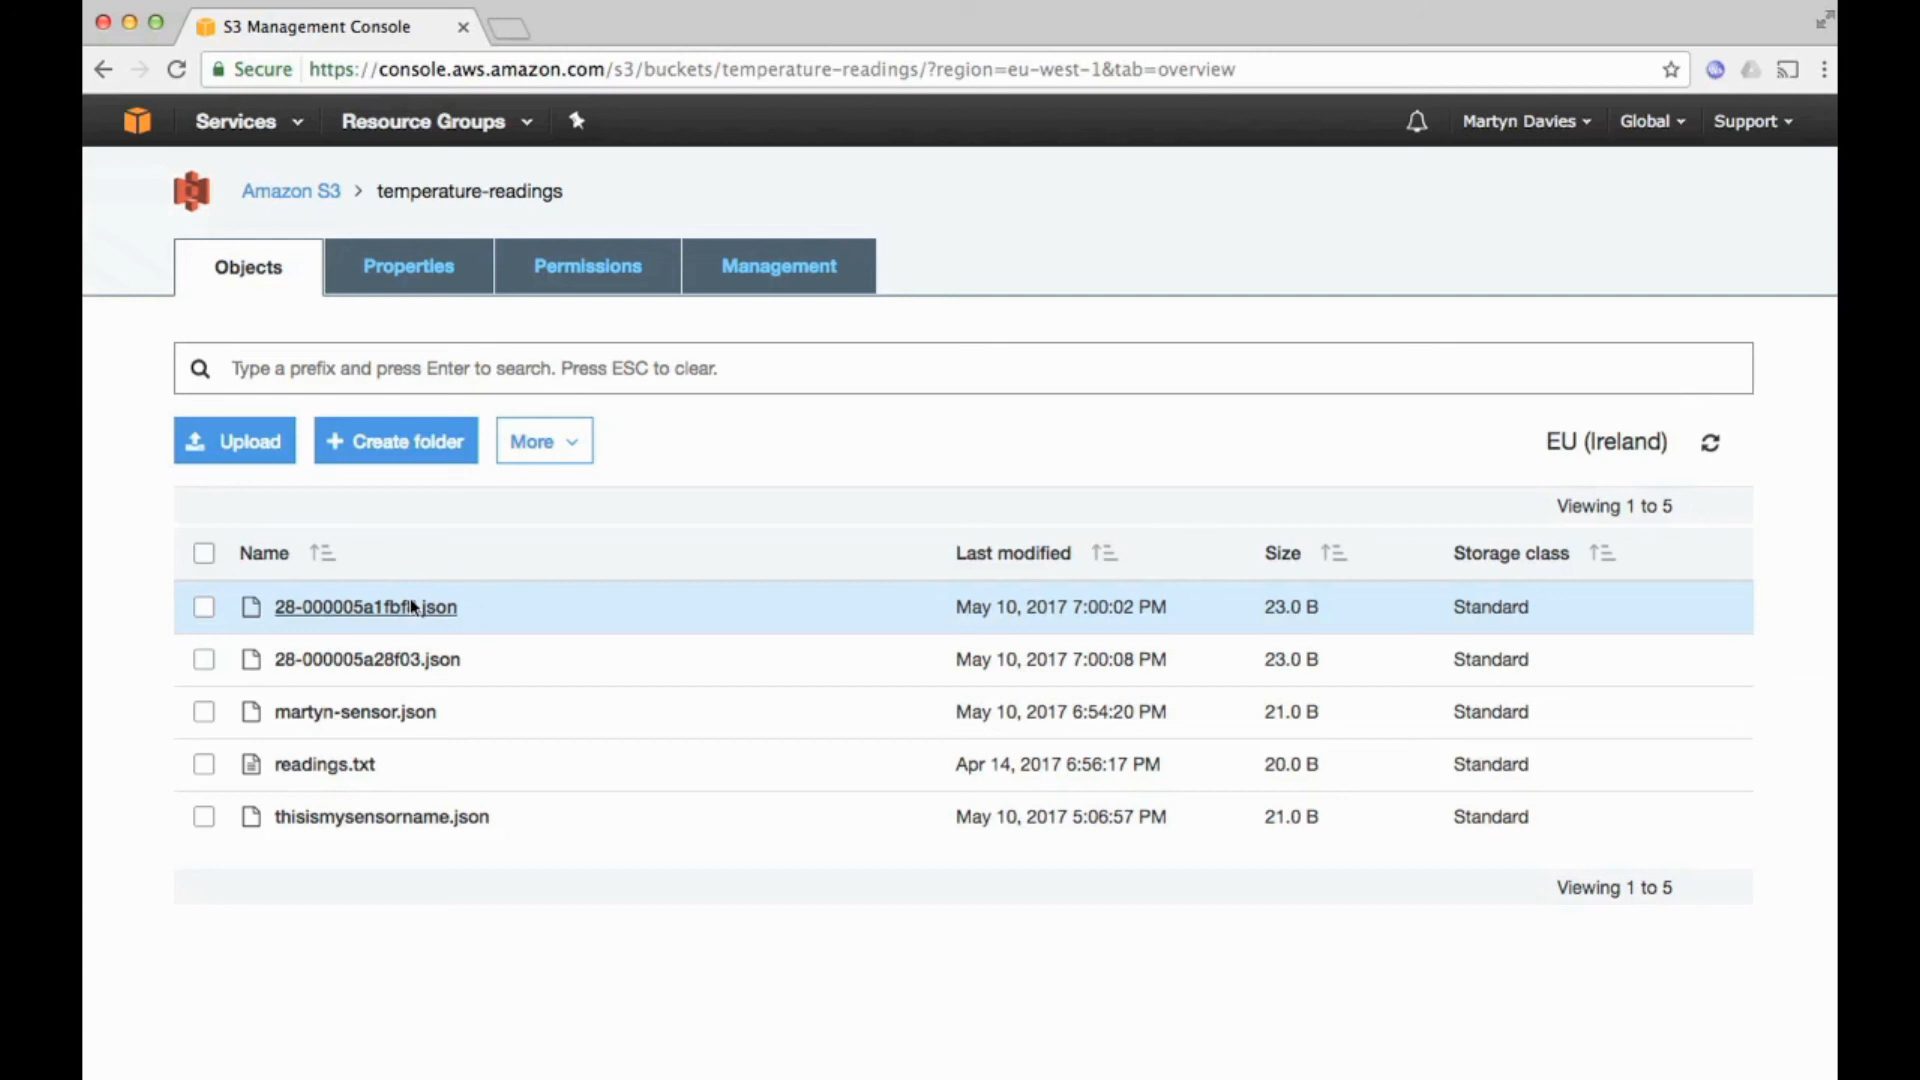 S3 Management Console
Secure https://console.aws.amazon.com/s3/buckets/temperature-readings/?region=eu-west-1&tab=overview
Services Resource Groups Martyn Davies Global Support
Amazon S3 > temperature-readings
Objects Properties Permissions Management
Type a prefix and press Enter to search. Press ESC to clear.
Upload + Create folder More EU (Ireland)
Viewing 1 to 5
Name Last modified Size Storage class
May 10, 2017 7:00:02 PM 23.0 B Standard
28-000005a28f03.json May 10, 2017 7:00:08 PM 23.0 B Standard
martyn-sensor.json May 10, 2017 6:54:20 PM 21.0 B Standard
readings.txt Apr 14, 2017 6:56:17 PM 20.0 B Standard
thisismysensorname.json May 10, 2017 5:06:57 PM 21.0 B Standard
Viewing 1 to 5